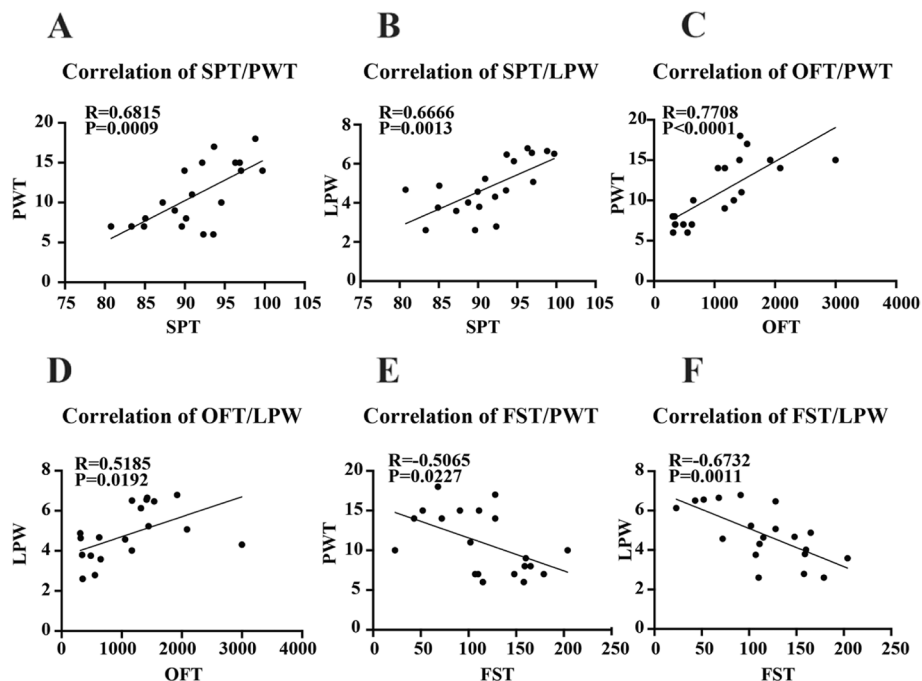 A
B
C
Correlation of SPT/PWT
Correlation of SPT/LPW
Correlation of OFT/PWT
R=0.6815
P=0.0009
20
15
10
5
0
PWT
75 80 85 90 95 100 105
SPT
R=0.6666
P=0.0013
8
6
4
2
0
LPW
75 80 85 90 95 100 105
SPT
R=0.7708
P<0.0001
20
15
10
5
0
PWT
0 1000 2000 3000 4000
OFT
D
E
F
Correlation of OFT/LPW
Correlation of FST/PWT
Correlation of FST/LPW
R=0.5185
P=0.0192
8
6
4
2
0
LPW
0 1000 2000 3000 4000
OFT
R=-0.5065
P=0.0227
20
15
10
5
0
PWT
0 50 100 150 200 250
FST
R=-0.6732
P=0.0011
8
6
4
2
0
LPW
0 50 100 150 200 250
FST